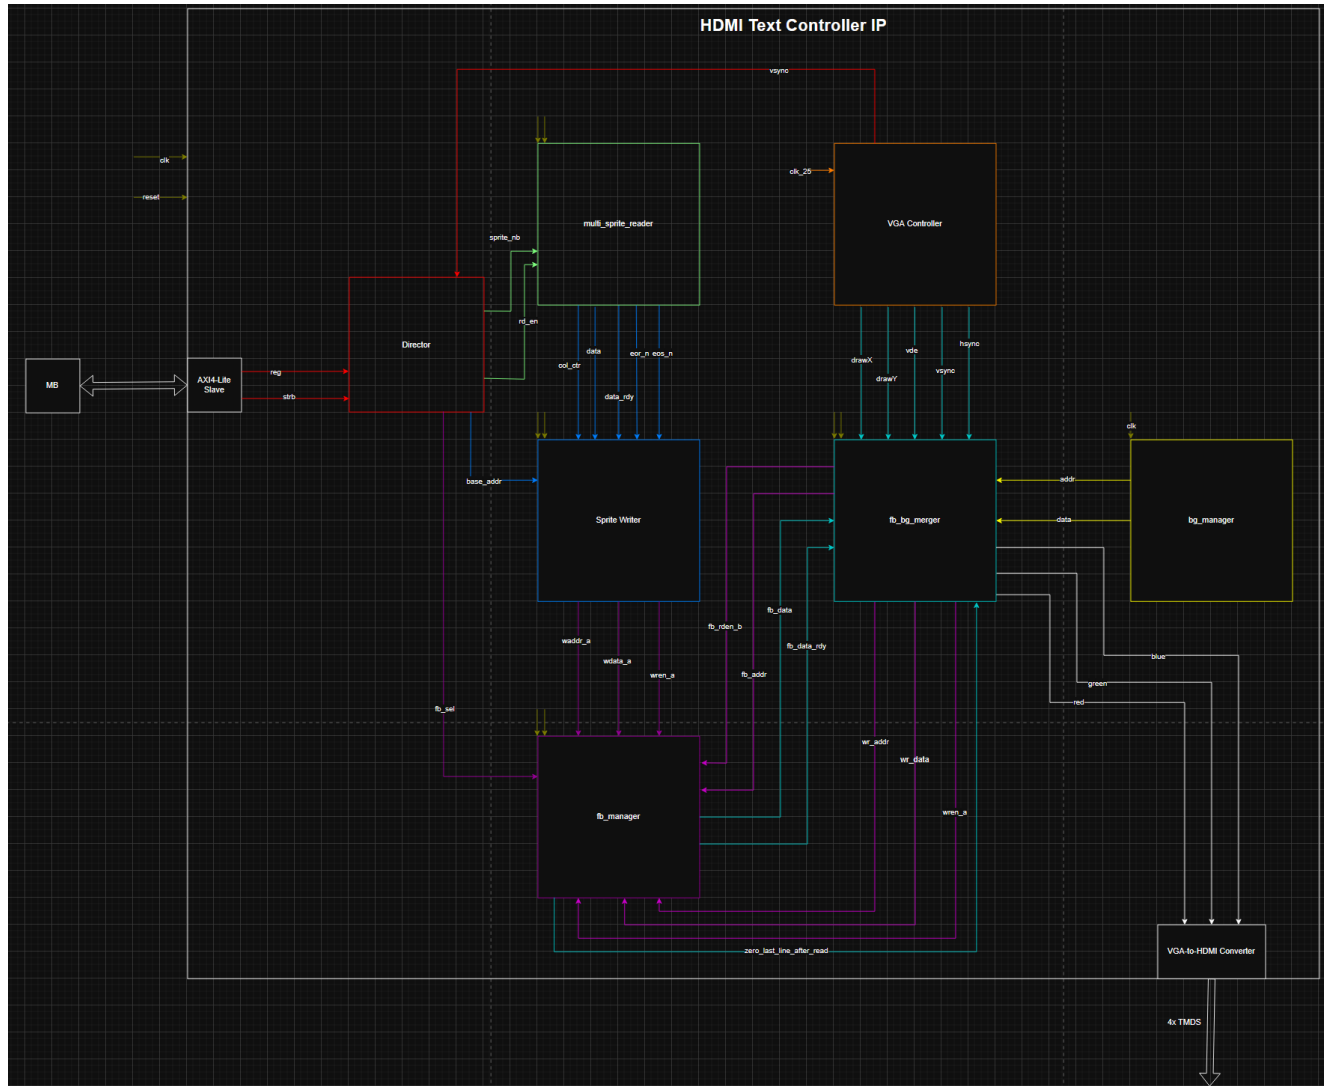 HDMI Text Controller IP
vsync
clk
reset
clk_25
multi_sprite_reader
VGA Controller
sprite_nb
rd_en
Director
col_ctr
data
data_rdy
eor_n
eos_n
drawX
drawY
vde
vsync
hsync
MB
AXI4-Lite
Slave
reg
strb
clk
base_addr
Sprite Writer
fb_bg_merger
addr
data
bg_manager
waddr_a
wdata_a
wren_a
fb_rden_b
fb_addr
fb_data
fb_data_rdy
blue
green
red
fb_sel
wr_addr
wr_data
wren_a
fb_manager
zero_last_line_after_read
VGA-to-HDMI Converter
4x TMDS